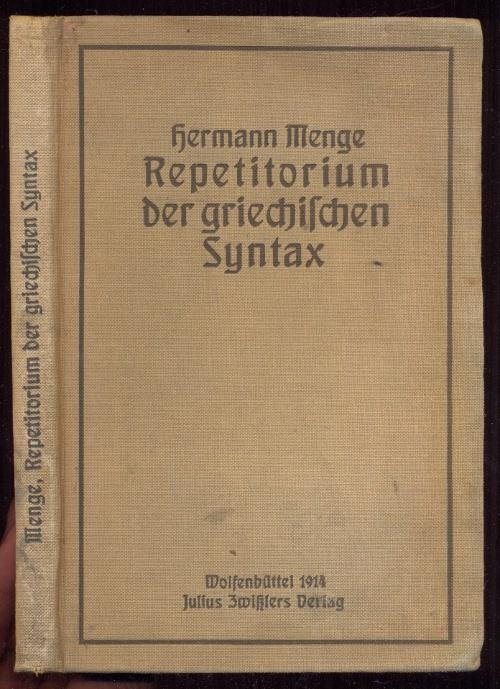 Hermann Menge
Repetitorium
der griechiſchen
Syntax
Wolfenbüttel 1914
Julius Zwißlers Verlag
Menge, Repetitorium der griechiſchen Syntax